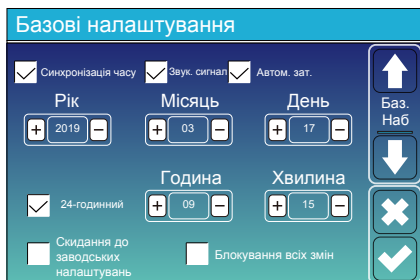 Базові налаштування
Синхронізація часу
Звук. сигнал
Автом. зат.
Рік
Місяць
День
Баз.
Наб
+ 2019 −
+ 03 −
+ 17 −
Година
Хвилина
24-годинний
+ 09 −
+ 15 −
Скидання до
заводських
налаштувань
Блокування всіх змін